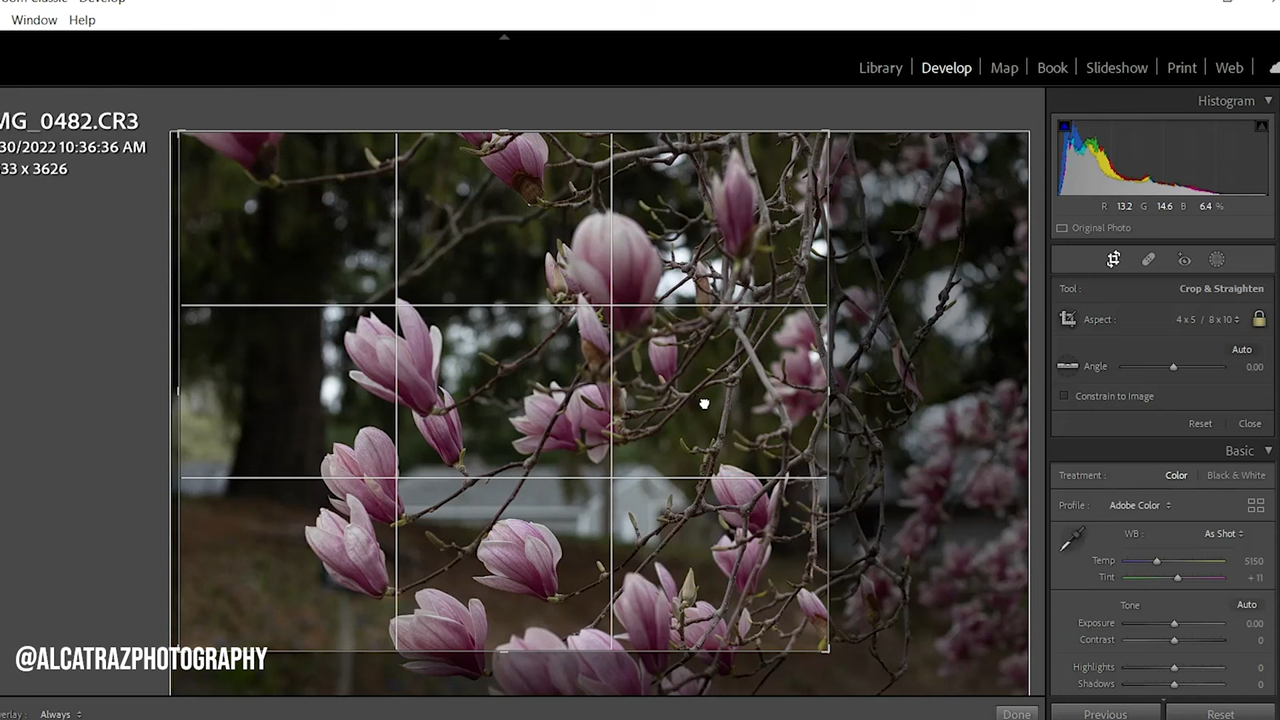 Window Help
Library | Develop | Map | Book | Slideshow | Print | Web |
MG_0482.CR3
30/2022 10:36:36 AM
33 x 3626
Histogram
R 13.2 G 14.6 B 6.4 %
Original Photo
Tool : Crop & Straighten
Aspect : 4 x 5 / 8 x 10
Auto
Angle 0.00
Constrain to Image
Reset Close
Basic
Treatment : Color Black & White
Profile : Adobe Color
WB : As Shot
Temp 5150
Tint + 11
Tone Auto
Exposure 0.00
Contrast 0
Highlights 0
Shadows 0
@ALCATRAZPHOTOGRAPHY
erlay : Always
Done
Previous Reset